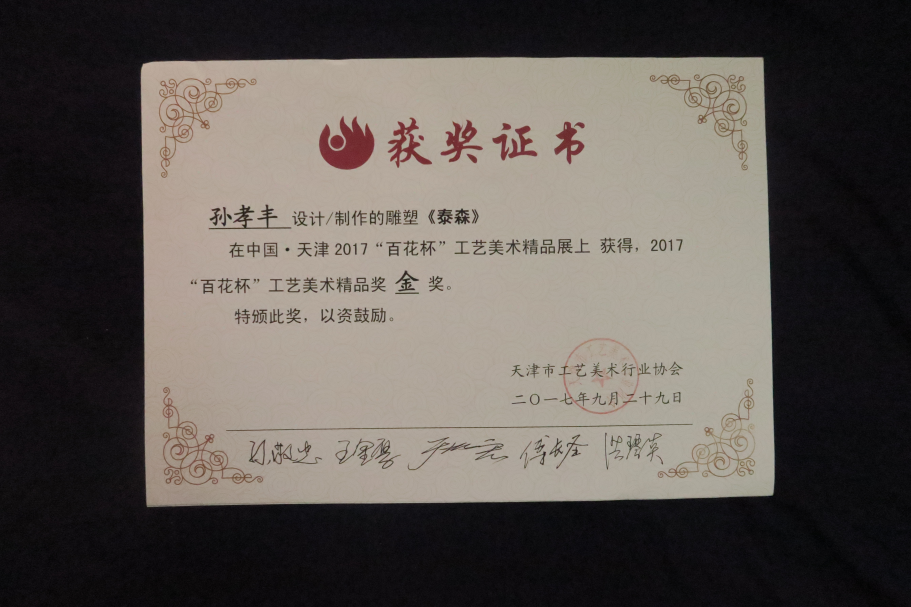 获奖证书
孙孝丰 设计/制作的雕塑《泰森》
在中国·天津 2017“百花杯”工艺美术精品展上 获得，2017
“百花杯”工艺美术精品奖 金 奖。
特颁此奖，以资鼓励。
天津市工艺美术行业协会
二〇一七年九月二十九日